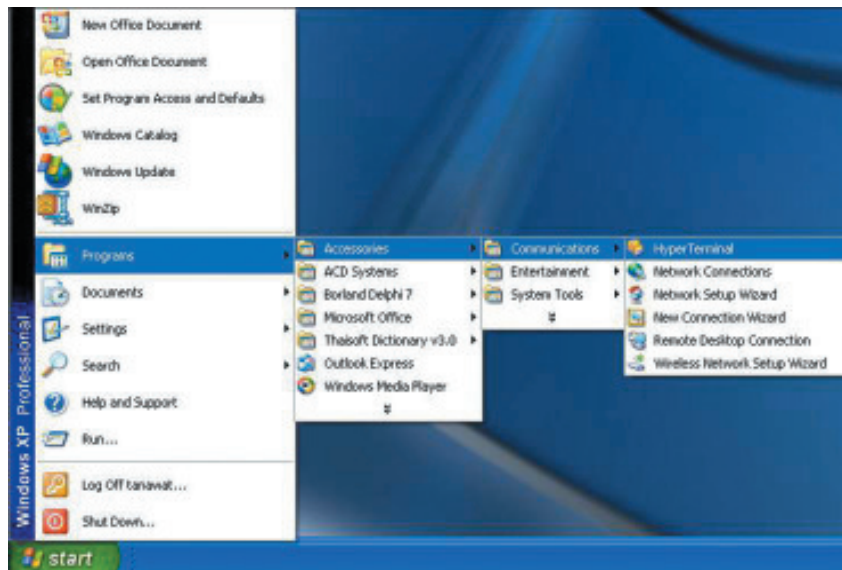 New Office Document
Open Office Document
Set Program Access and Defaults
Windows Catalog
Windows Update
WinZip
Programs
Documents
Settings
Search
Help and Support
Run...
Log Off tanawat...
Shut Down...
Windows XP Professional
start
Accessories
ACD Systems
Borland Delphi 7
Microsoft Office
Thaisoft Dictionary v3.0
Outlook Express
Windows Media Player
Communications
Entertainment
System Tools
HyperTerminal
Network Connections
Network Setup Wizard
New Connection Wizard
Remote Desktop Connection
Wireless Network Setup Wizard